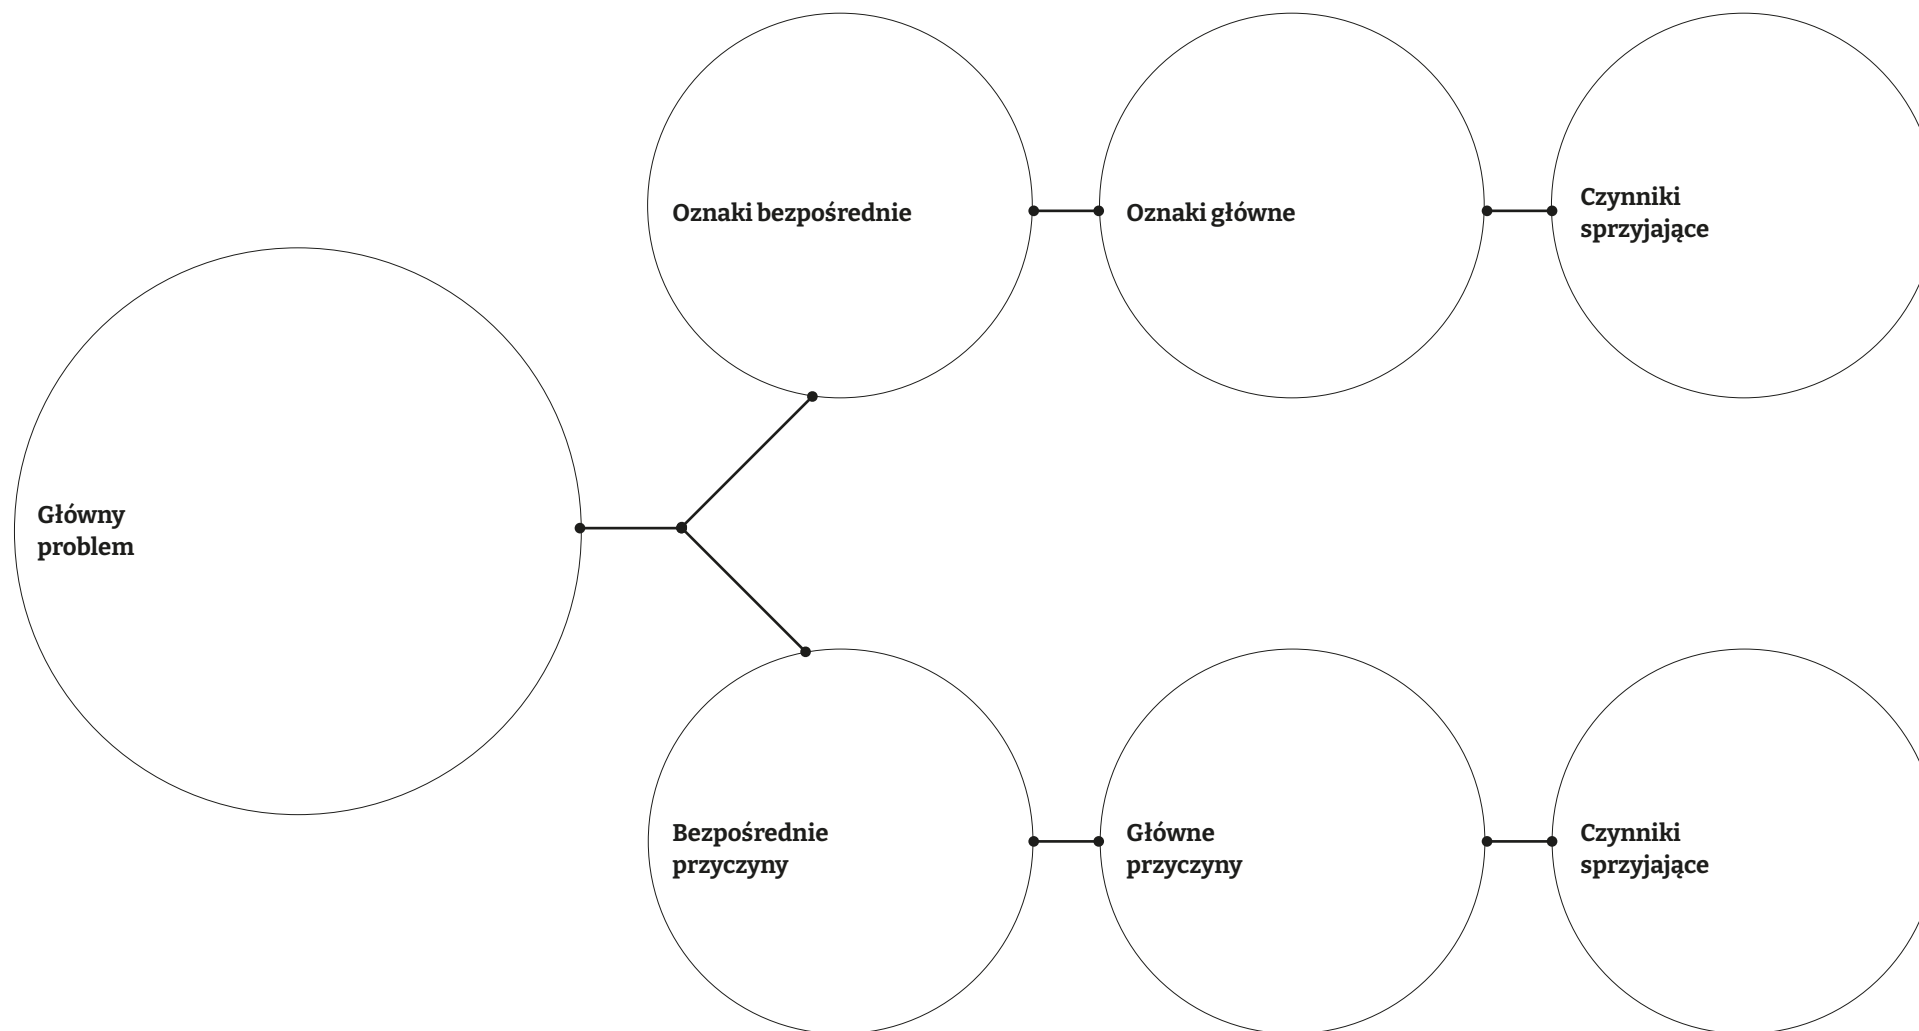 Oznaki bezpośrednie
Oznaki główne
Czynniki
sprzyjające
Główny
problem
Bezpośrednie
przyczyny
Główne
przyczyny
Czynniki
sprzyjające